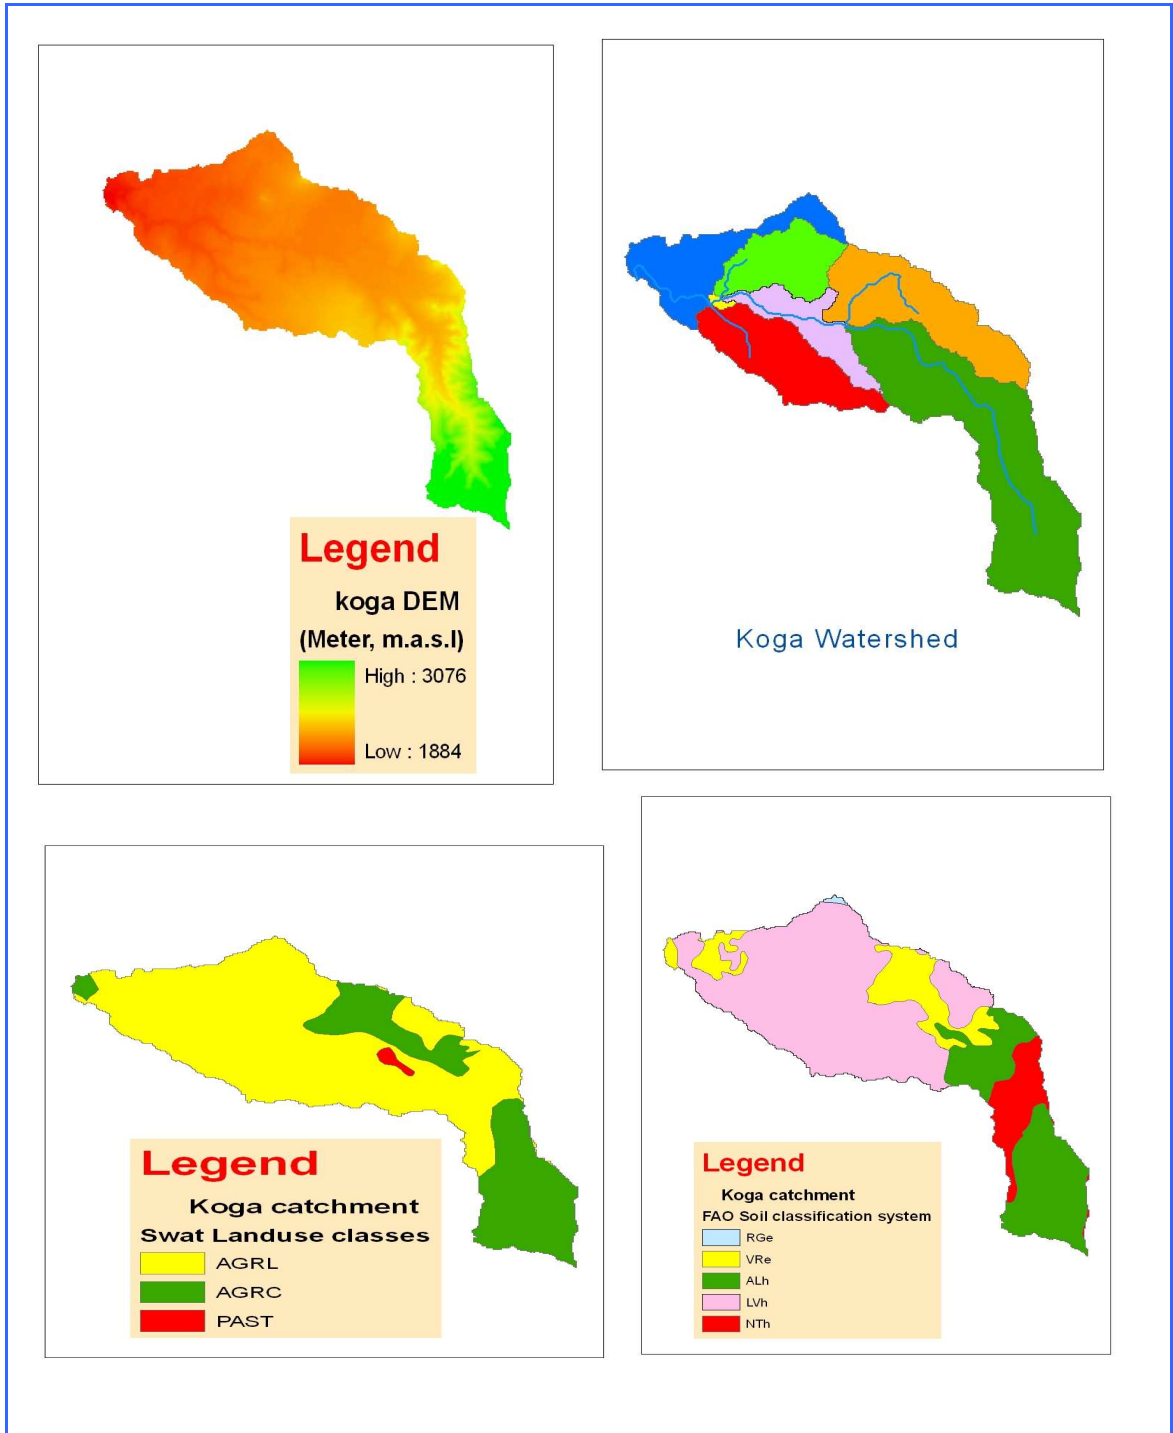 Legend
koga DEM
(Meter, m.a.s.l)
High : 3076
Low : 1884
Koga Watershed
Legend
Koga catchment
Swat Landuse classes
AGRL
AGRC
PAST
Legend
Koga catchment
FAO Soil classification system
RGe
VRe
ALh
LVh
NTh